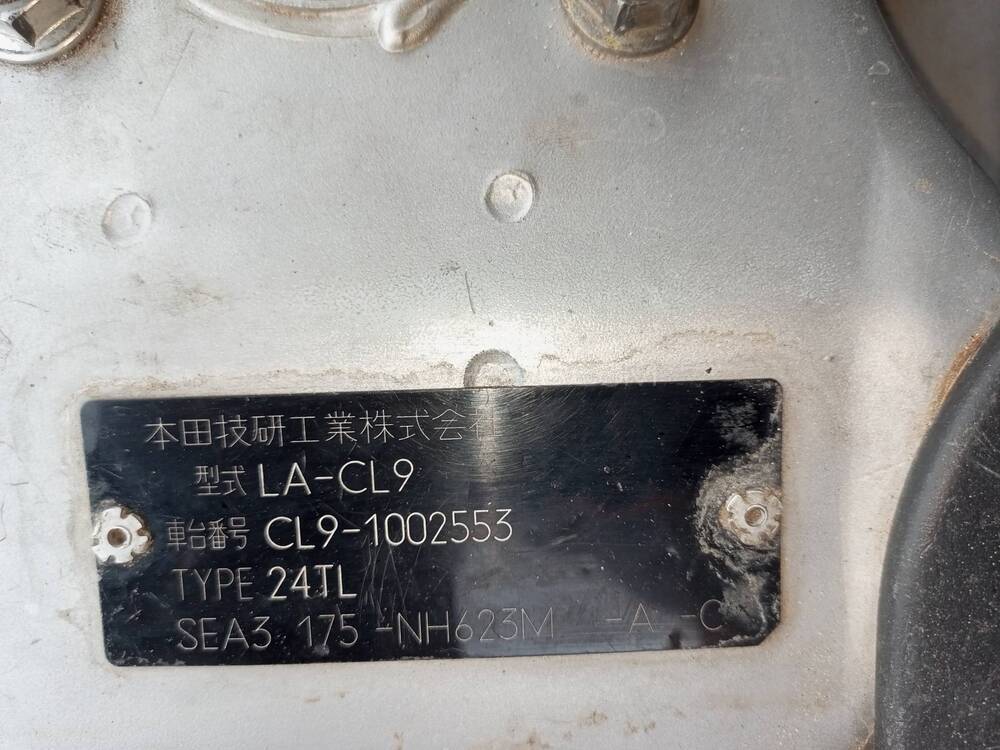 本田技研工業株式会社
型式 LA-CL9
車台番号 CL9-1002553
TYPE 24TL
SEA3 175 -NH623M -A -C